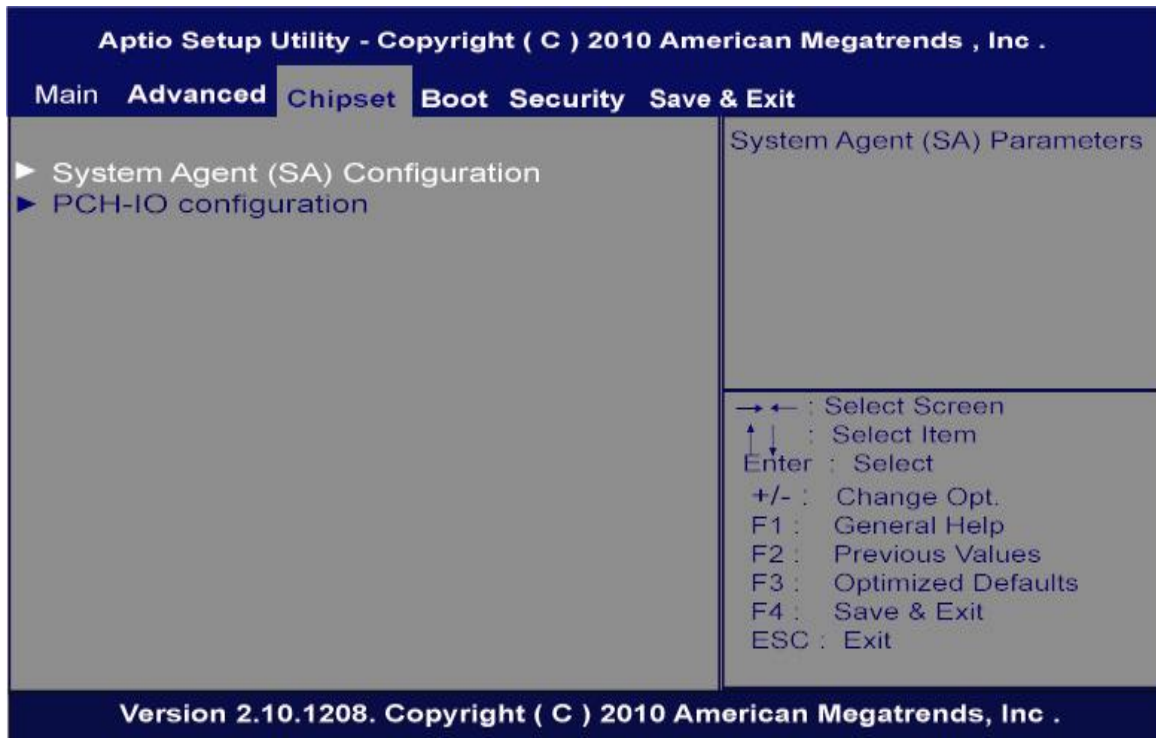 Aptio Setup Utility - Copyright ( C ) 2010 American Megatrends , Inc .
Main Advanced Chipset Boot Security Save & Exit
► System Agent (SA) Configuration
► PCH-IO configuration
System Agent (SA) Parameters
→ ← : Select Screen
↑ ↓ : Select Item
Enter : Select
+/- : Change Opt.
F1 : General Help
F2 : Previous Values
F3 : Optimized Defaults
F4 : Save & Exit
ESC : Exit
Version 2.10.1208. Copyright ( C ) 2010 American Megatrends, Inc .